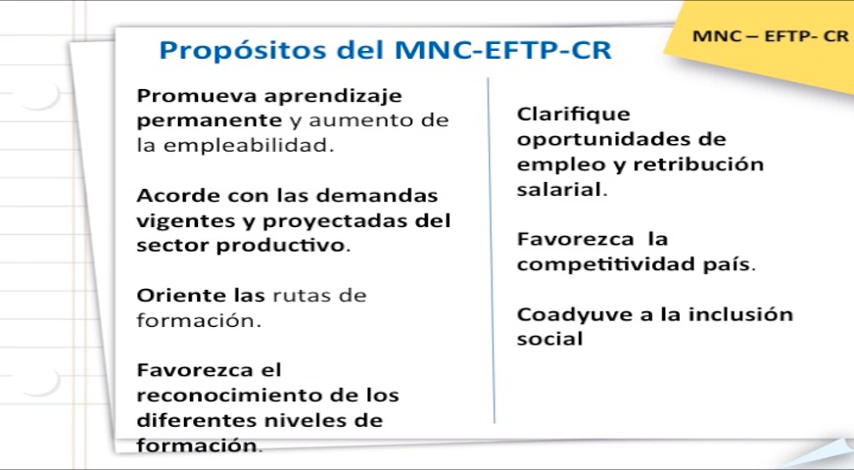 MNC – EFTP- CR
Propósitos del MNC-EFTP-CR
Promueva aprendizaje
permanente y aumento de
la empleabilidad.
Acorde con las demandas
vigentes y proyectadas del
sector productivo.
Oriente las rutas de
formación.
Favorezca el
reconocimiento de los
diferentes niveles de
formación.
Clarifique
oportunidades de
empleo y retribución
salarial.
Favorezca la
competitividad país.
Coadyuve a la inclusión
social